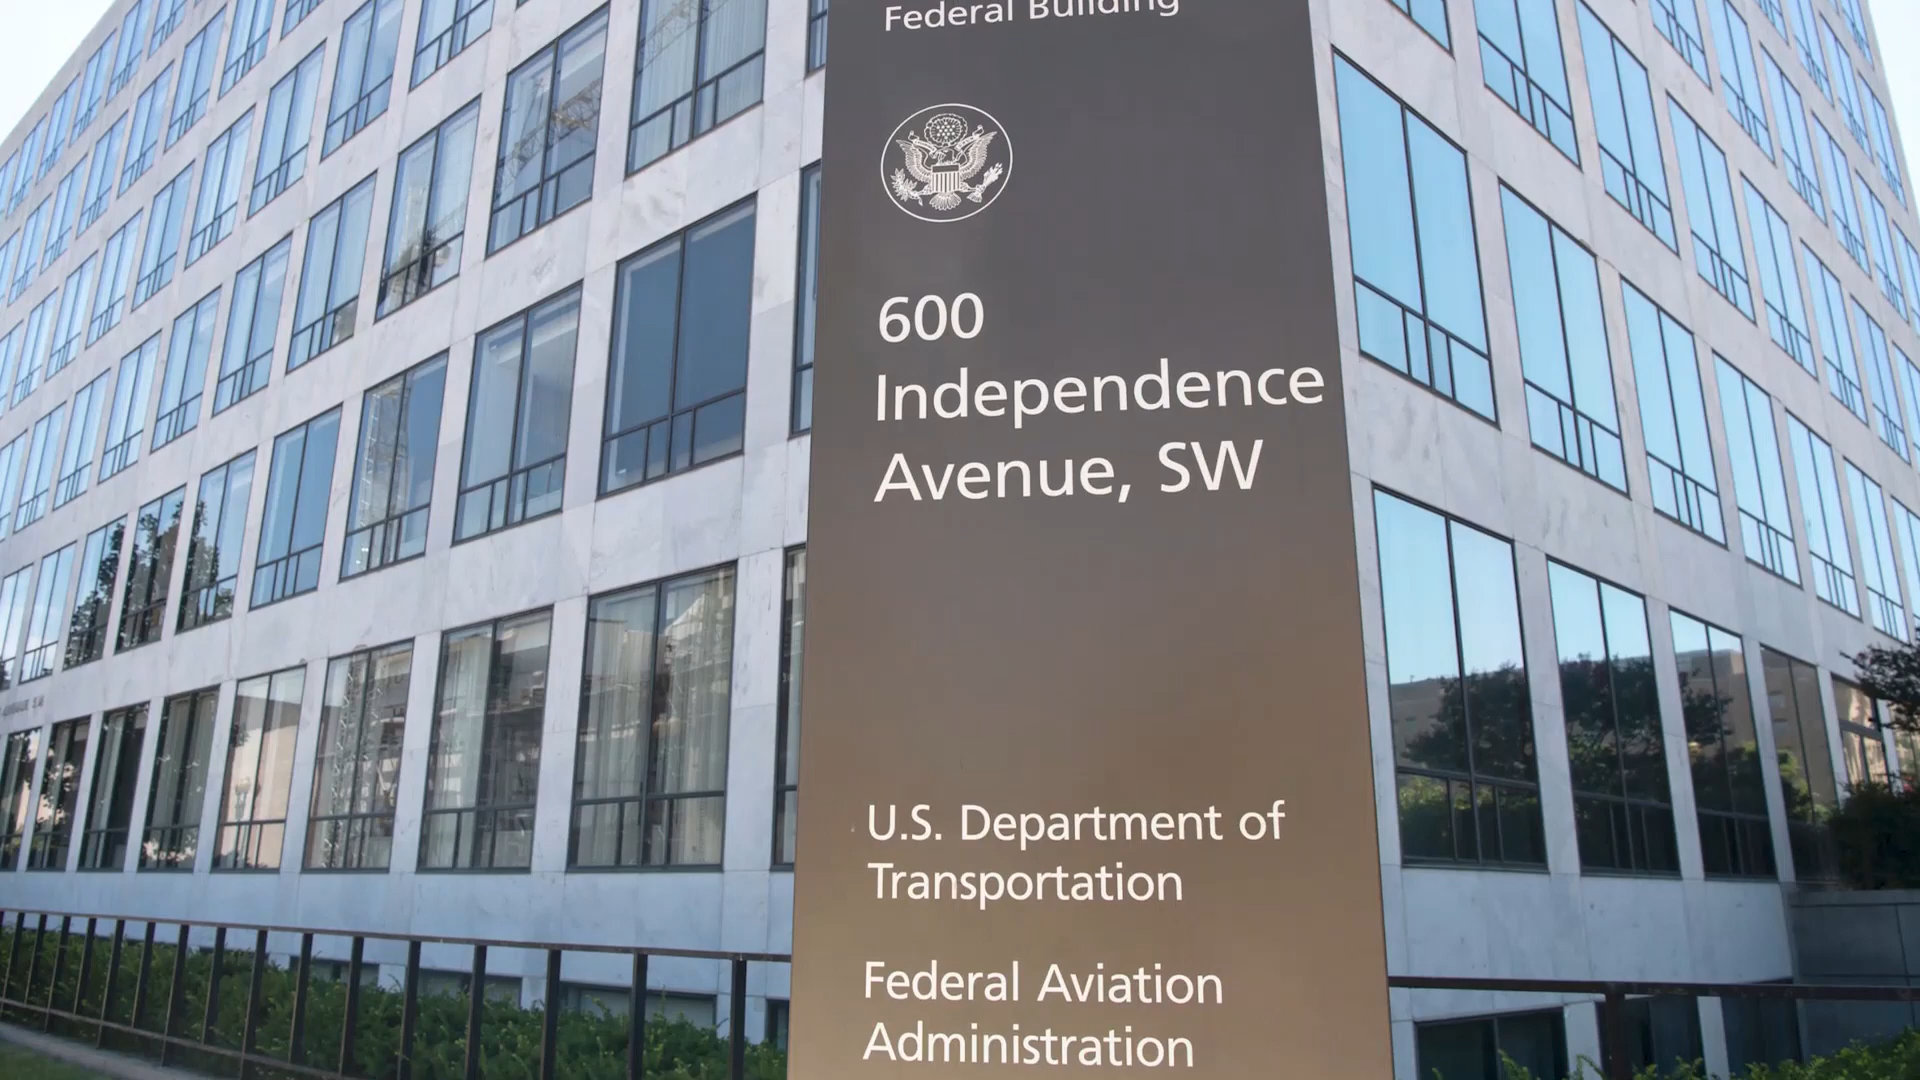 Federal Building
600
Independence
Avenue, SW
U.S. Department of
Transportation
Federal Aviation
Administration